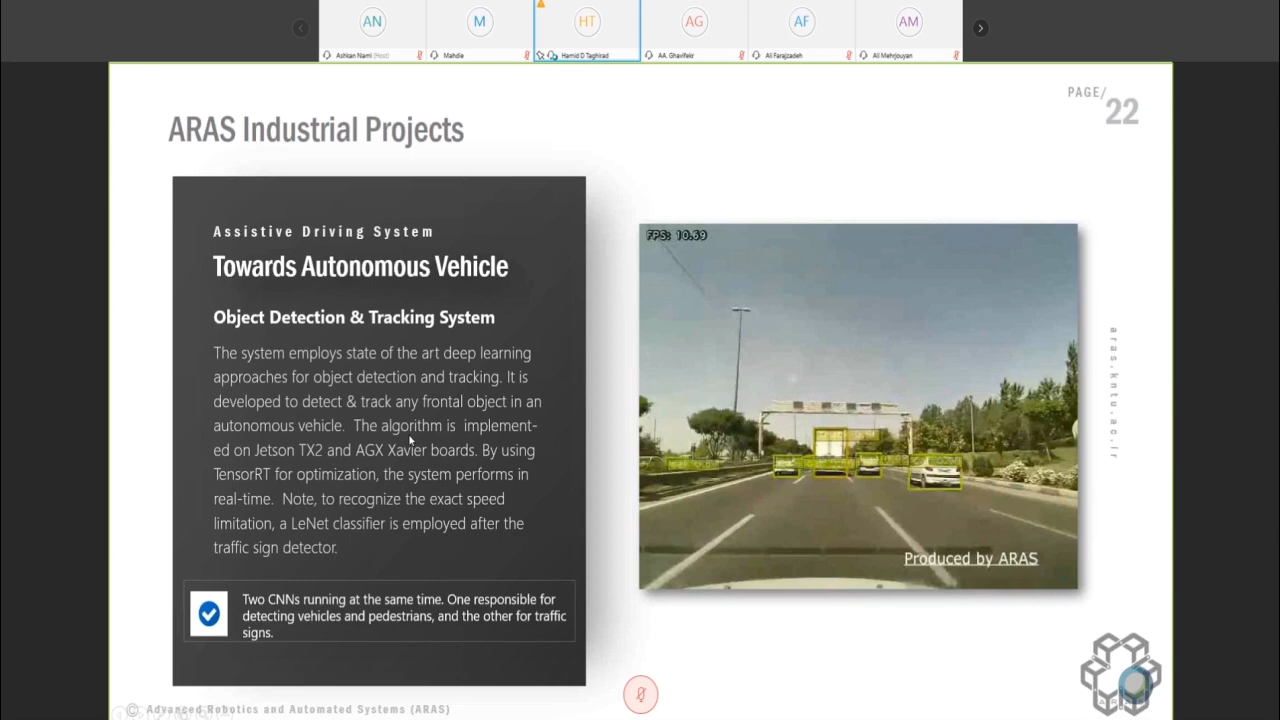 AN
M
HT
AG
AF
AM
Ashkan Nami (Host)
Mahdie
Hamid D Taghirad
AA. Ghavifekr
Ali Farajzadeh
Ali Mehrjouyan
PAGE/
22
ARAS Industrial Projects
Assistive Driving System
Towards Autonomous Vehicle
Object Detection & Tracking System
The system employs state of the art deep learning
approaches for object detection and tracking. It is
developed to detect & track any frontal object in an
autonomous vehicle. The algorithm is implement-
ed on Jetson TX2 and AGX Xavier boards. By using
TensorRT for optimization, the system performs in
real-time. Note, to recognize the exact speed
limitation, a LeNet classifier is employed after the
traffic sign detector.
Two CNNs running at the same time. One responsible for
detecting vehicles and pedestrians, and the other for traffic
signs.
FPS: 10.69
Produced by ARAS
aras.kntu.ac.ir
© Advanced Robotics and Automated Systems (ARAS)